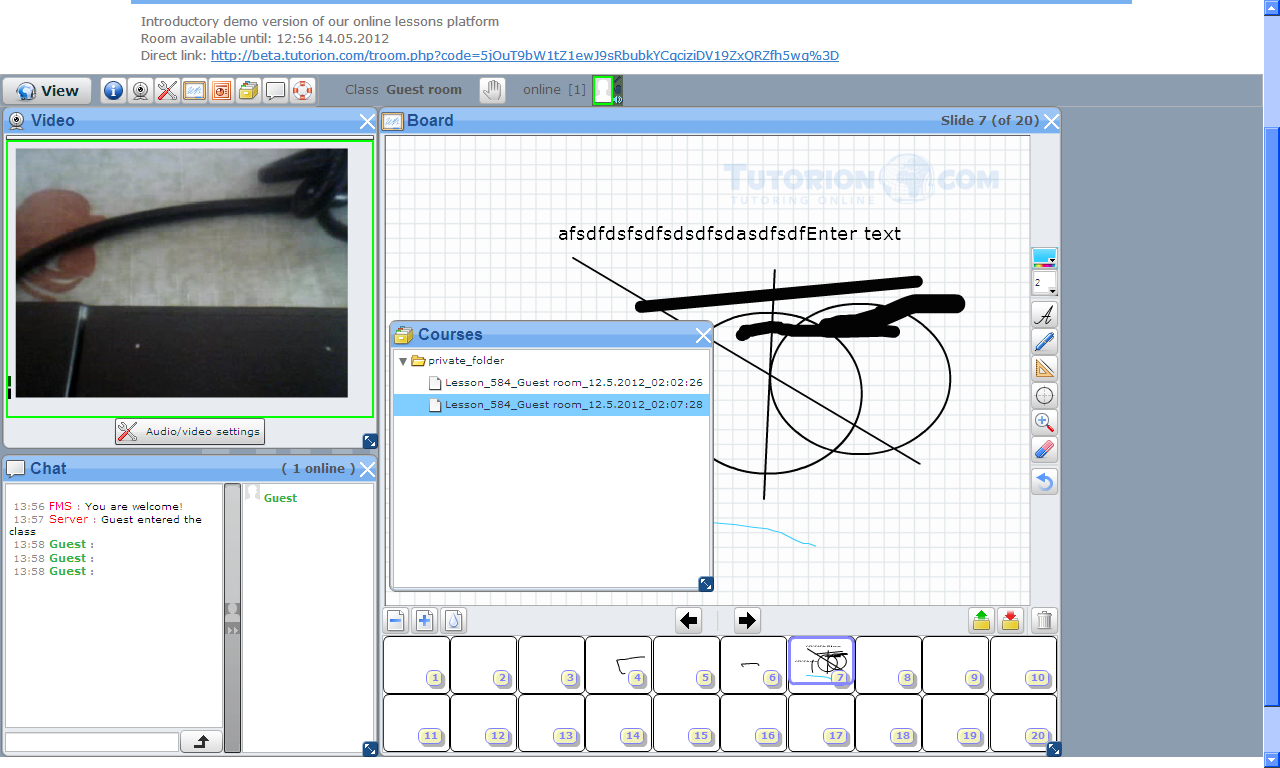 Introductory demo version of our online lessons platform
Room available until: 12:56 14.05.2012
Direct link: http://beta.tutorion.com/troom.php?code=5jOuT9bW1tZ1ewJ9sRbubkYCgciziDV19ZxQRZfh5wg%3D
View
Class Guest room
online [1]
Video
Audio/video settings
Chat ( 1 online )
13:56 FMS : You are welcome!
13:57 Server : Guest entered the
class
13:58 Guest :
13:58 Guest :
13:58 Guest :
Guest
Board Slide 7 (of 20)
TUTORION.COM
TUTORING ONLINE
afsdfdsfsdfsdsdfsdasdfsdfEnter text
2
A
Courses
private_folder
Lesson_584_Guest room_12.5.2012_02:02:26
Lesson_584_Guest room_12.5.2012_02:07:28
1 2 3 4 5 6 7 8 9 10
11 12 13 14 15 16 17 18 19 20